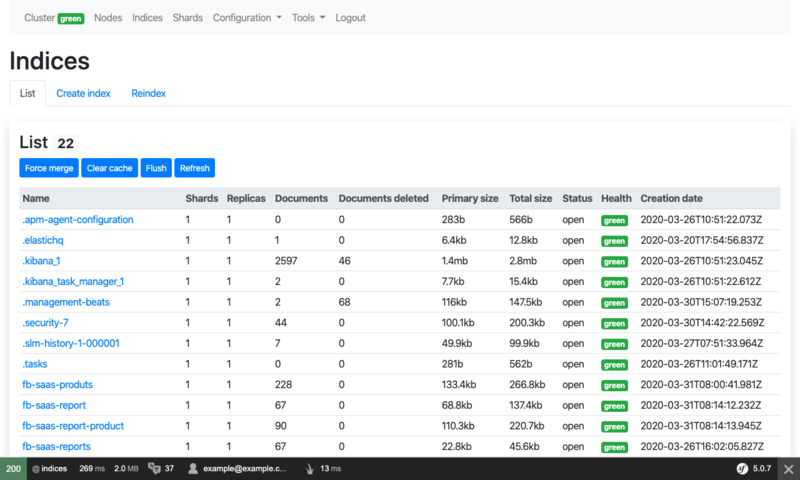 Cluster green Nodes Indices Shards Configuration Tools Logout
Indices
List Create index Reindex
List 22
Force merge Clear cache Flush Refresh
Name Shards Replicas Documents Documents deleted Primary size Total size Status Health Creation date
.apm-agent-configuration 1 1 0 0 283b 566b open green 2020-03-26T10:51:22.073Z
.elastichq 1 1 1 0 6.4kb 12.8kb open green 2020-03-20T17:54:56.837Z
.kibana_1 1 1 2597 46 1.4mb 2.8mb open green 2020-03-26T10:51:23.045Z
.kibana_task_manager_1 1 1 2 0 7.7kb 15.4kb open green 2020-03-26T10:51:22.612Z
.management-beats 1 1 2 68 116kb 147.5kb open green 2020-03-30T15:07:19.253Z
.security-7 1 1 44 0 100.1kb 200.3kb open green 2020-03-30T14:42:22.569Z
.slm-history-1-000001 1 1 7 0 49.9kb 99.9kb open green 2020-03-27T07:51:33.964Z
.tasks 1 1 0 0 281b 562b open green 2020-03-26T11:01:49.171Z
fb-saas-produts 1 1 228 0 133.4kb 266.8kb open green 2020-03-31T08:00:41.981Z
fb-saas-report 1 1 67 0 68.8kb 137.4kb open green 2020-03-31T08:14:12.232Z
fb-saas-report-product 1 1 90 0 110.3kb 220.7kb open green 2020-03-31T08:14:13.945Z
fb-saas-reports 1 1 67 0 22.8kb 45.6kb open green 2020-03-26T16:02:05.827Z
200 @ indices 269 ms 2.0 MB 37 example@example.c... 13 ms sf 5.0.7